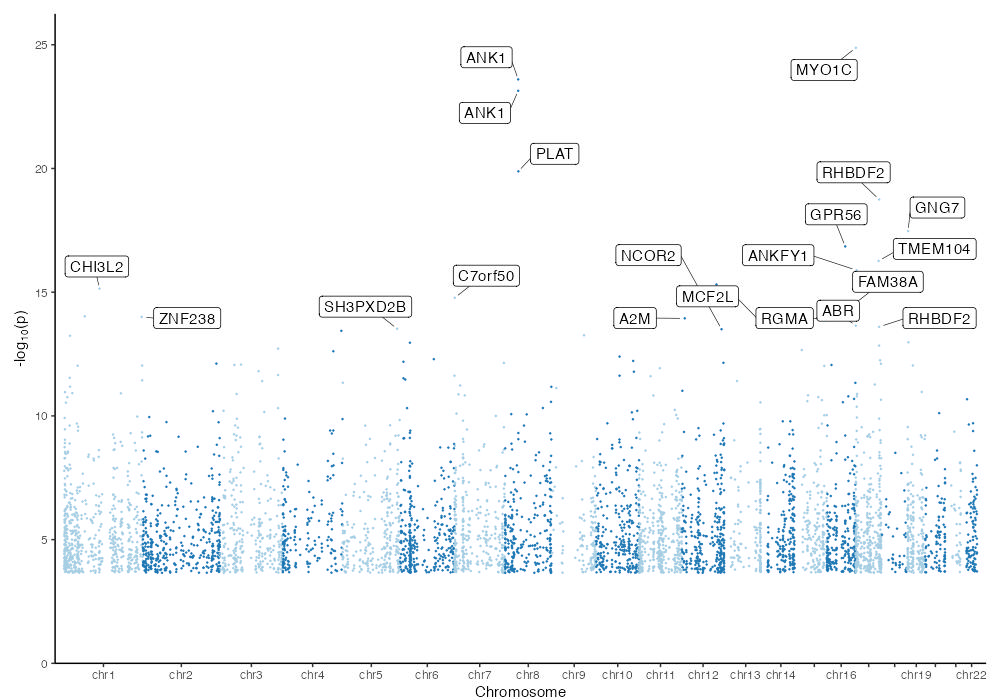 25
ANK1
MYO1C
ANK1
PLAT
20
RHBDF2
GPR56
GNG7
TMEM104
NCOR2
ANKFY1
CHI3L2
C7orf50
FAM38A
15
MCF2L
SH3PXD2B
ABR
ZNF238
A2M
RGMA
RHBDF2
-log10(p)
10
5
0
chr1 chr2 chr3 chr4 chr5 chr6 chr7 chr8 chr9 chr10 chr11 chr12 chr13 chr14 chr16 chr19 chr22
Chromosome